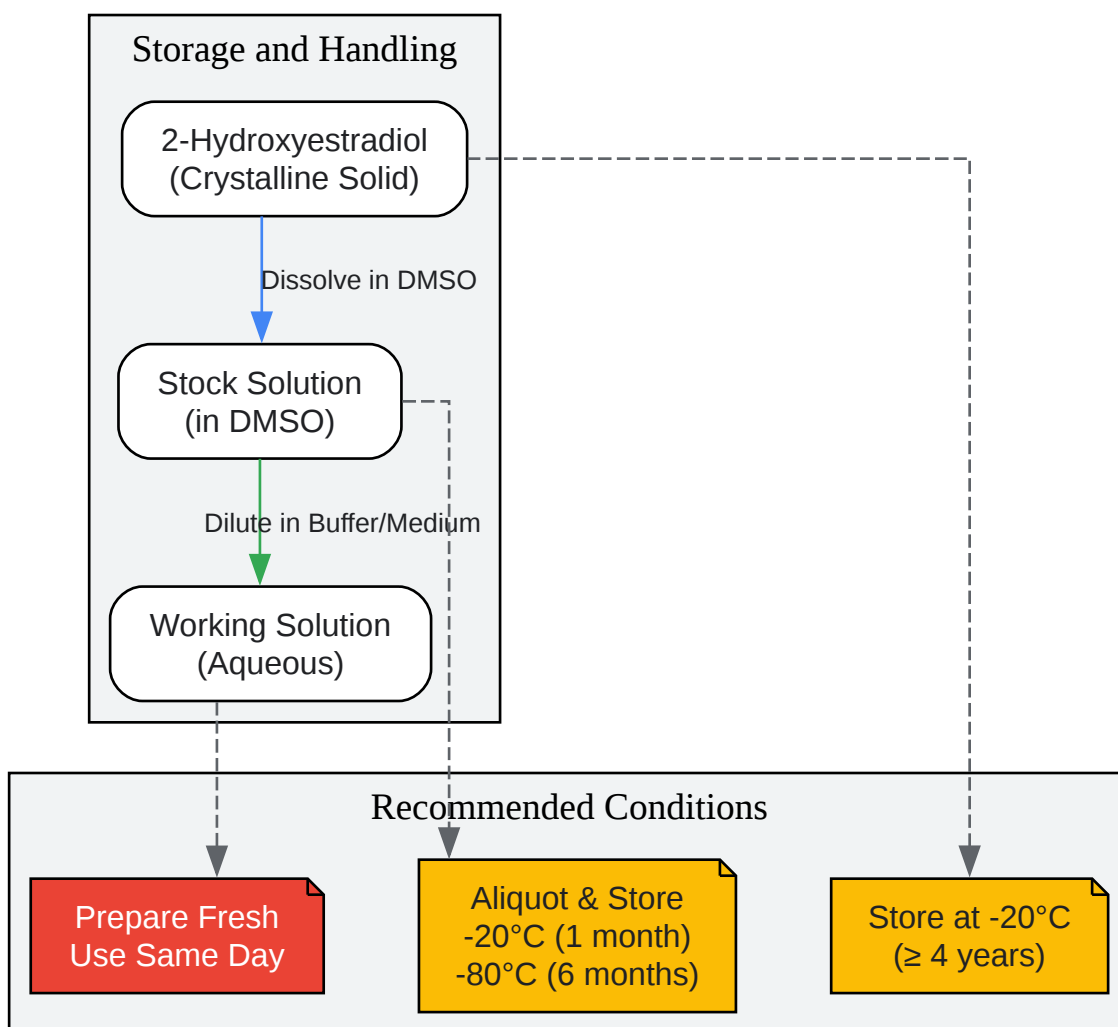 Storage and Handling
2-Hydroxyestradiol
(Crystalline Solid)
Dissolve in DMSO
Stock Solution
(in DMSO)
Dilute in Buffer/Medium
Working Solution
(Aqueous)
Recommended Conditions
Prepare Fresh
Use Same Day
Aliquot & Store
-20°C (1 month)
-80°C (6 months)
Store at -20°C
(≥ 4 years)